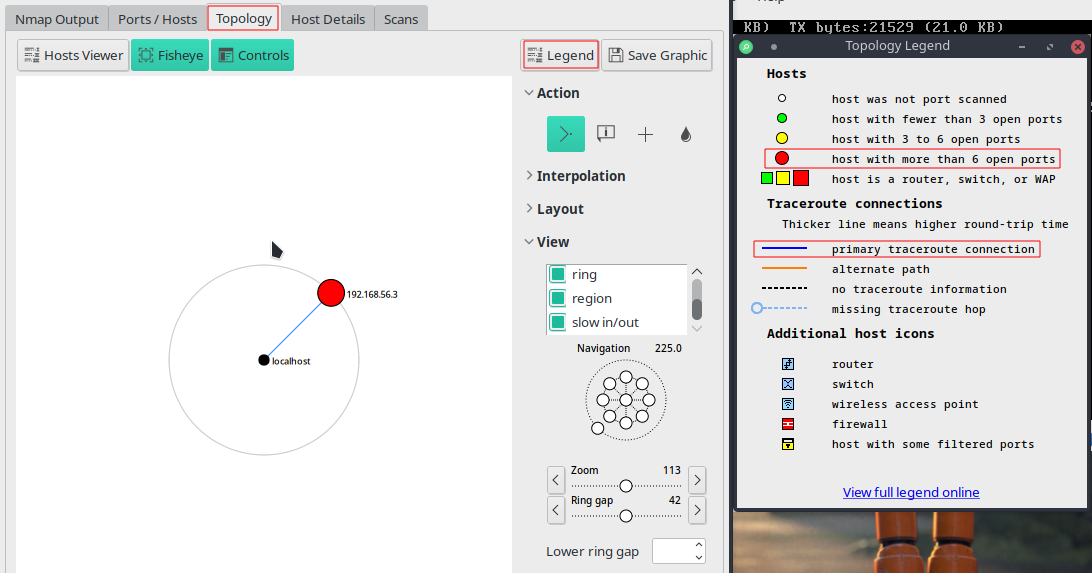 Nmap Output
Ports / Hosts
Topology
Host Details
Scans
Hosts Viewer
Fisheye
Controls
Legend
Save Graphic
192.168.56.3
localhost
Action
Interpolation
Layout
View
ring
region
slow in/out
Navigation 225.0
Zoom 113
Ring gap 42
Lower ring gap
KB) TX bytes:21529 (21.0 KB)
Topology Legend
Hosts
host was not port scanned
host with fewer than 3 open ports
host with 3 to 6 open ports
host with more than 6 open ports
host is a router, switch, or WAP
Traceroute connections
Thicker line means higher round-trip time
primary traceroute connection
alternate path
no traceroute information
missing traceroute hop
Additional host icons
router
switch
wireless access point
firewall
host with some filtered ports
View full legend online